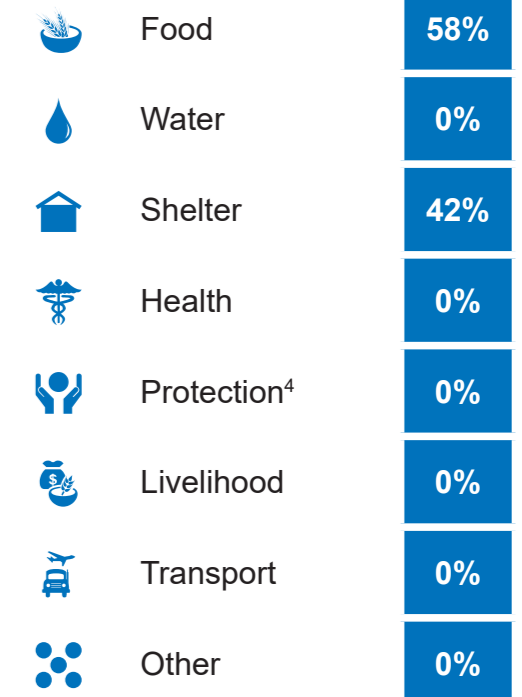 Food 58%
Water 0%
Shelter 42%
Health 0%
Protection⁴ 0%
$ Livelihood 0%
Transport 0%
Other 0%